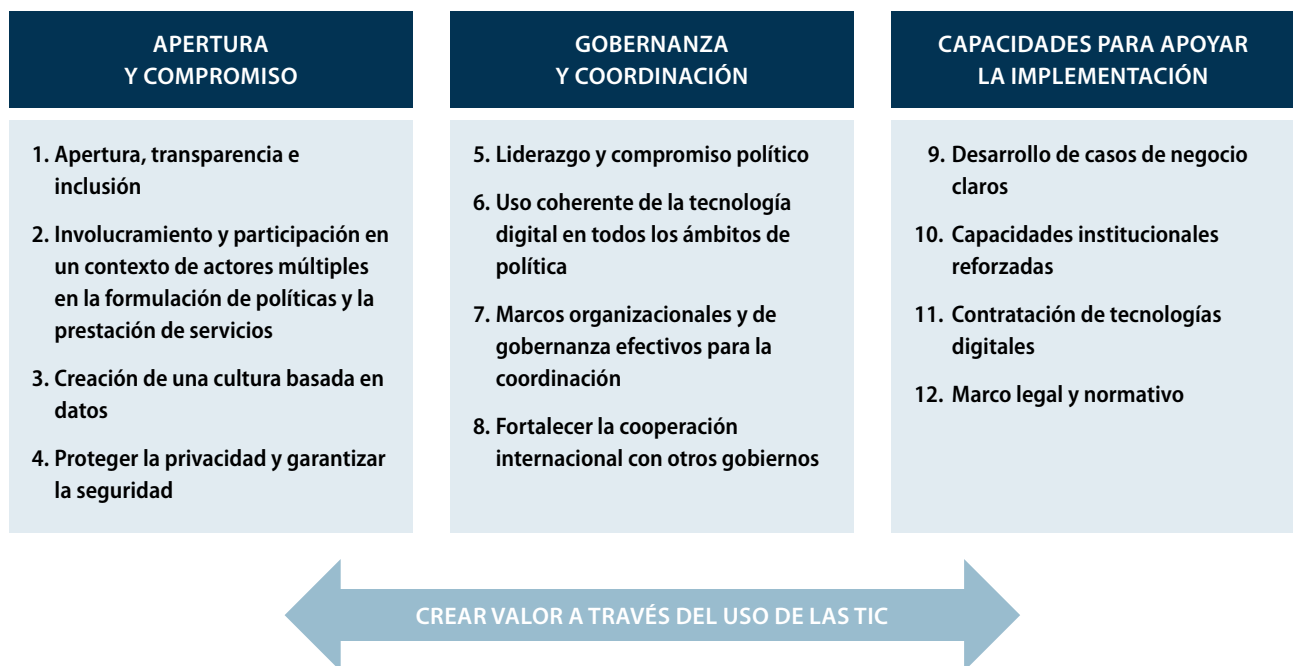 APERTURA
Y COMPROMISO
1. Apertura, transparencia e
inclusión
2. Involucramiento y participación en
un contexto de actores múltiples
en la formulación de políticas y la
prestación de servicios
3. Creación de una cultura basada en
datos
4. Proteger la privacidad y garantizar
la seguridad
GOBERNANZA
Y COORDINACIÓN
5. Liderazgo y compromiso político
6. Uso coherente de la tecnología
digital en todos los ámbitos de
política
7. Marcos organizacionales y de
gobernanza efectivos para la
coordinación
8. Fortalecer la cooperación
internacional con otros gobiernos
CAPACIDADES PARA APOYAR
LA IMPLEMENTACIÓN
9. Desarrollo de casos de negocio
claros
10. Capacidades institucionales
reforzadas
11. Contratación de tecnologías
digitales
12. Marco legal y normativo
CREAR VALOR A TRAVÉS DEL USO DE LAS TIC